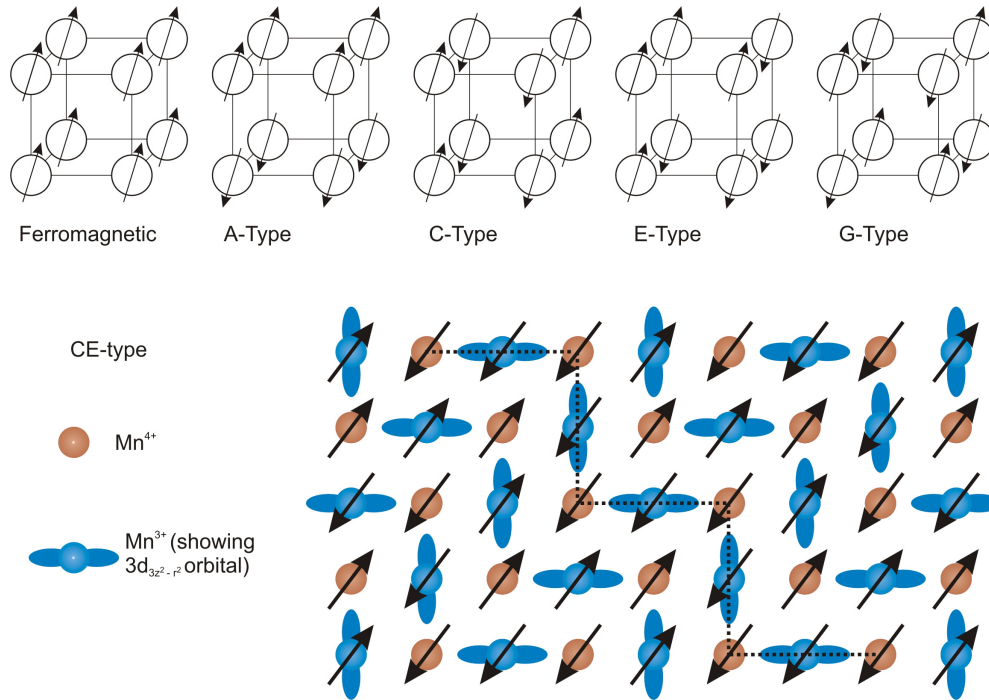 Ferromagnetic
A-Type
C-Type
E-Type
G-Type
CE-type
Mn⁴⁺
Mn³⁺ (showing
3d₃z²₋r² orbital)